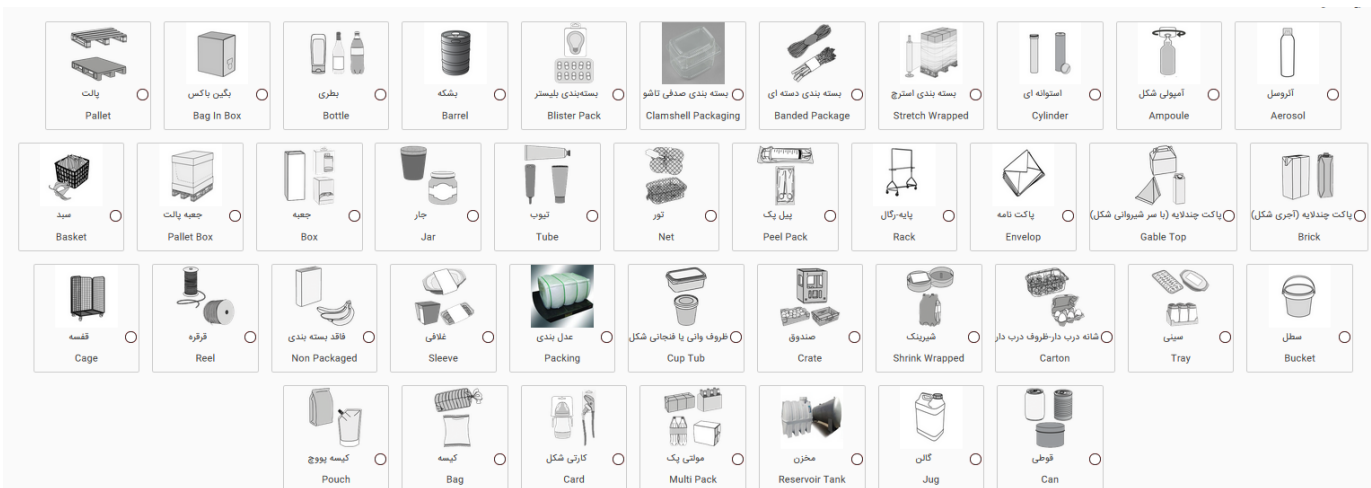 پالت
Pallet
بگین باکس
Bag In Box
بطری
Bottle
بشکه
Barrel
بسته‌بندی بلیستر
Blister Pack
بسته بندی صدفی تاشو
Clamshell Packaging
بسته بندی دسته ای
Banded Package
بسته بندی استرچ
Stretch Wrapped
استوانه ای
Cylinder
آمپولی شکل
Ampoule
آئروسل
Aerosol
سبد
Basket
جعبه پالت
Pallet Box
جعبه
Box
جار
Jar
تیوب
Tube
تور
Net
پیل پک
Peel Pack
پایه-رگال
Rack
پاکت نامه
Envelop
پاکت چندلایه (با سر شیروانی شکل)
Gable Top
پاکت چندلایه (آجری شکل)
Brick
قفسه
Cage
قرقره
Reel
فاقد بسته بندی
Non Packaged
غلافی
Sleeve
عدل بندی
Packing
ظروف وانی یا فنجانی شکل
Cup Tub
صندوق
Crate
شیرینک
Shrink Wrapped
شانه درب دار-ظروف درب دار
Carton
سینی
Tray
سطل
Bucket
کیسه پووچ
Pouch
کیسه
Bag
کارتی شکل
Card
مولتی پک
Multi Pack
مخزن
Reservoir Tank
گالن
Jug
قوطی
Can